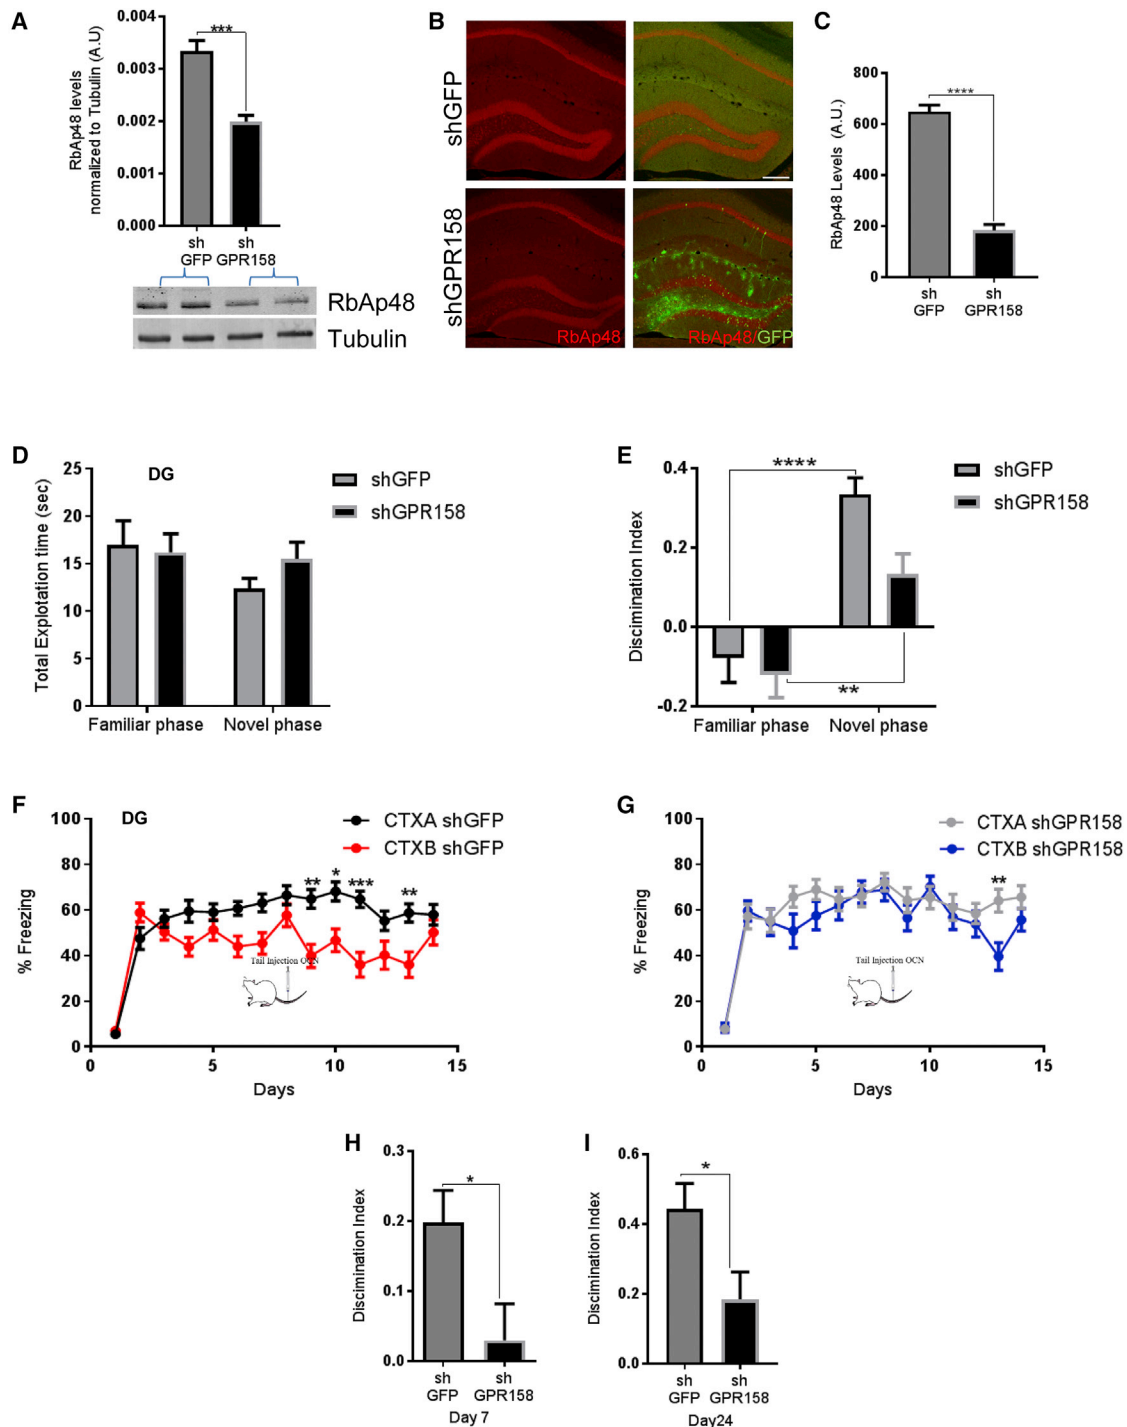 A
RbAp48 levels
normalized to Tubulin (A.U)
0.004
0.003
0.002
0.001
0.000
***
sh
GFP
sh
GPR158
RbAp48
Tubulin
B
shGFP
shGPR158
RbAp48
RbAp48/GFP
C
RbAp48 Levels (A.U.)
800
600
400
200
0
****
sh
GFP
sh
GPR158
D
DG
Total Explotation time (sec)
25
20
15
10
5
0
Familiar phase
Novel phase
shGFP
shGPR158
E
Discimination Index
0.4
0.2
0.0
-0.2
****
**
Familiar phase
Novel phase
shGFP
shGPR158
F
DG
% Freezing
100
80
60
40
20
0
CTXA shGFP
CTXB shGFP
**
*
***
**
Tail Injection OCN
0
5
10
15
Days
G
% Freezing
100
80
60
40
20
0
CTXA shGPR158
CTXB shGPR158
**
Tail Injection OCN
0
5
10
15
Days
H
Discrimination Index
0.3
0.2
0.1
0.0
*
sh
GFP
sh
GPR158
Day 7
I
Discrimination Index
0.6
0.4
0.2
0.0
*
sh
GFP
sh
GPR158
Day24